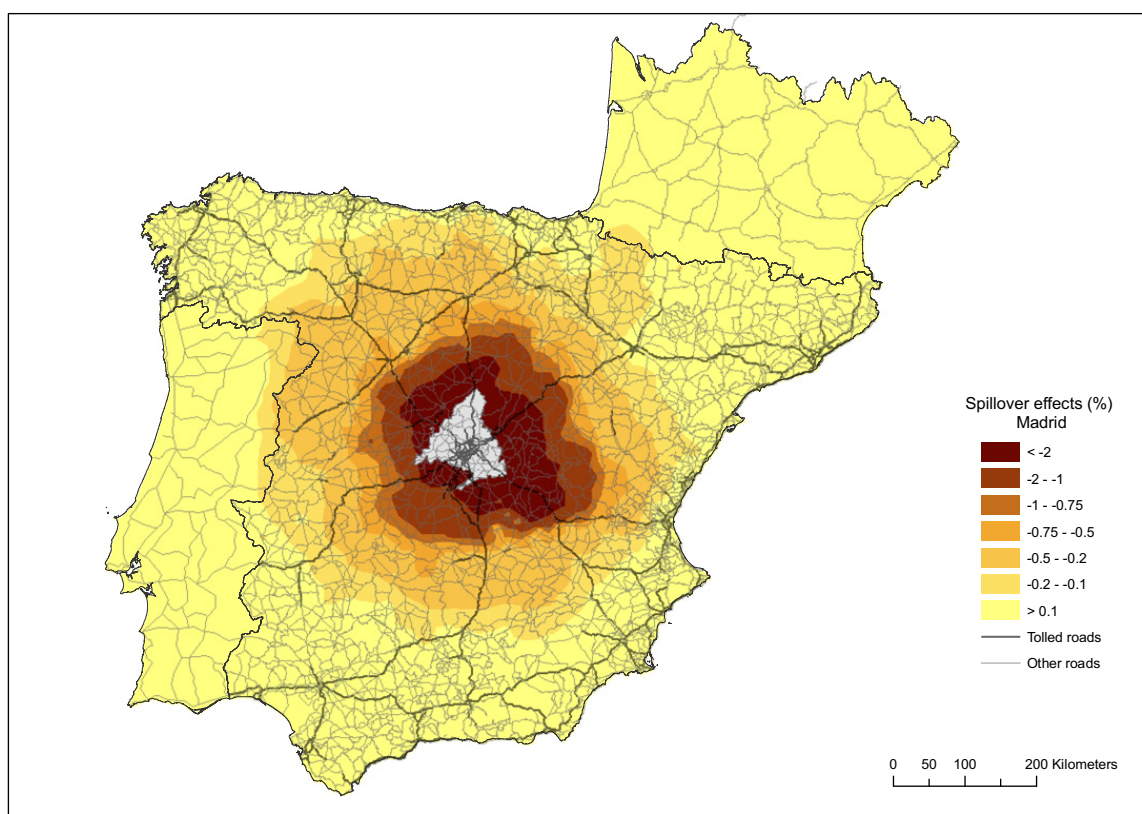 Spillover effects (%)
Madrid
< -2
-2 - -1
-1 - -0.75
-0.75 - -0.5
-0.5 - -0.2
-0.2 - -0.1
> 0.1
Tolled roads
Other roads
0 50 100 200 Kilometers